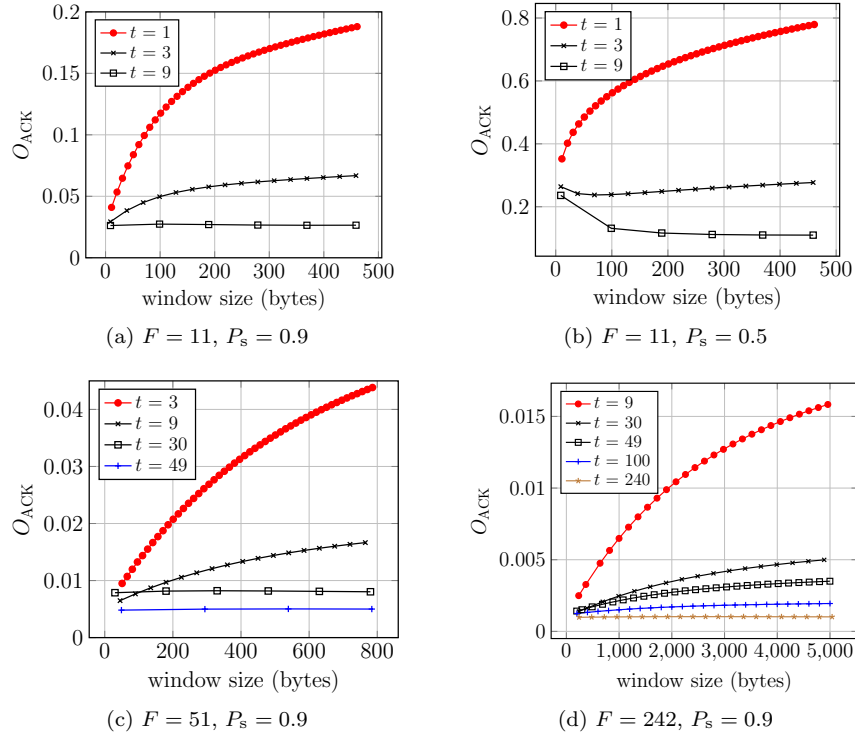 0.2
0.15
0.1
0.05
0
O_ACK
t = 1
t = 3
t = 9
0 100 200 300 400 500
window size (bytes)
(a) F = 11, P_s = 0.9
0.8
0.6
0.4
0.2
O_ACK
t = 1
t = 3
t = 9
0 100 200 300 400 500
window size (bytes)
(b) F = 11, P_s = 0.5
0.04
0.03
0.02
0.01
0
O_ACK
t = 3
t = 9
t = 30
t = 49
0 200 400 600 800
window size (bytes)
(c) F = 51, P_s = 0.9
0.015
0.01
0.005
0
O_ACK
t = 9
t = 30
t = 49
t = 100
t = 240
0 1,000 2,000 3,000 4,000 5,000
window size (bytes)
(d) F = 242, P_s = 0.9